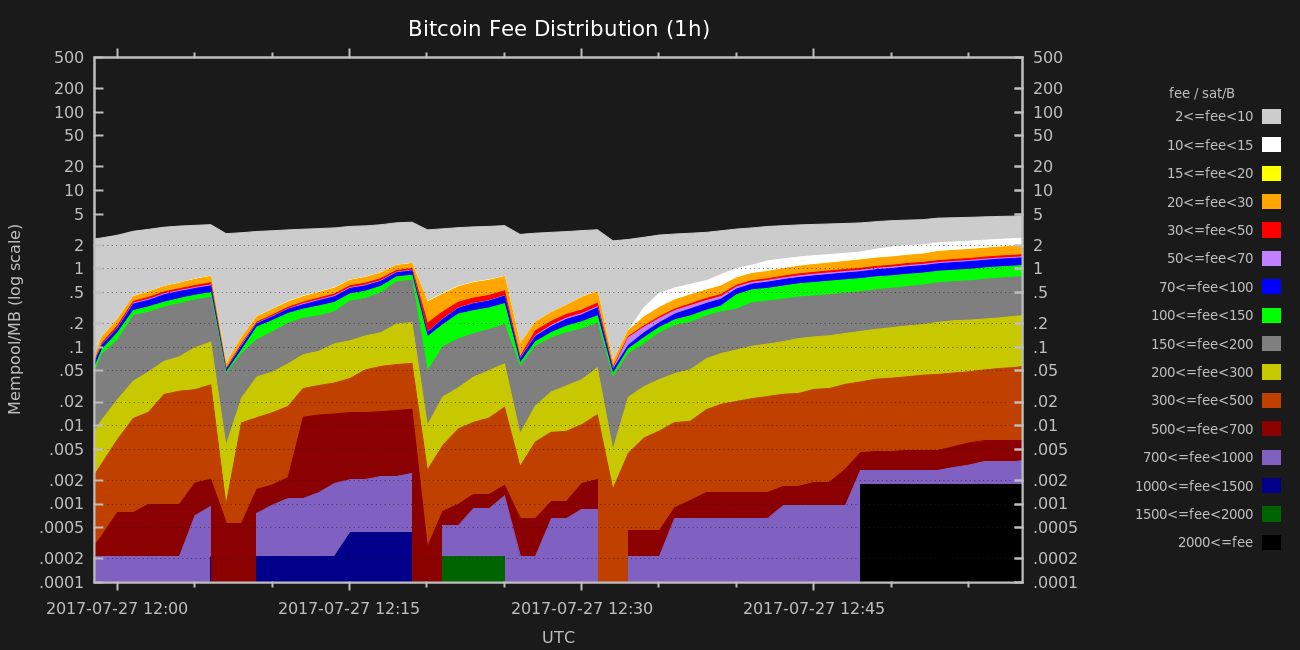 Bitcoin Fee Distribution (1h)
Mempool/MB (log scale)
500
200
100
50
20
10
5
2
1
.5
.2
.1
.05
.02
.01
.005
.002
.001
.0005
.0002
.0001
500
200
100
50
20
10
5
2
1
.5
.2
.1
.05
.02
.01
.005
.002
.001
.0005
.0002
.0001
2017-07-27 12:00
2017-07-27 12:15
2017-07-27 12:30
2017-07-27 12:45
UTC
fee / sat/B
2<=fee<10
10<=fee<15
15<=fee<20
20<=fee<30
30<=fee<50
50<=fee<70
70<=fee<100
100<=fee<150
150<=fee<200
200<=fee<300
300<=fee<500
500<=fee<700
700<=fee<1000
1000<=fee<1500
1500<=fee<2000
2000<=fee